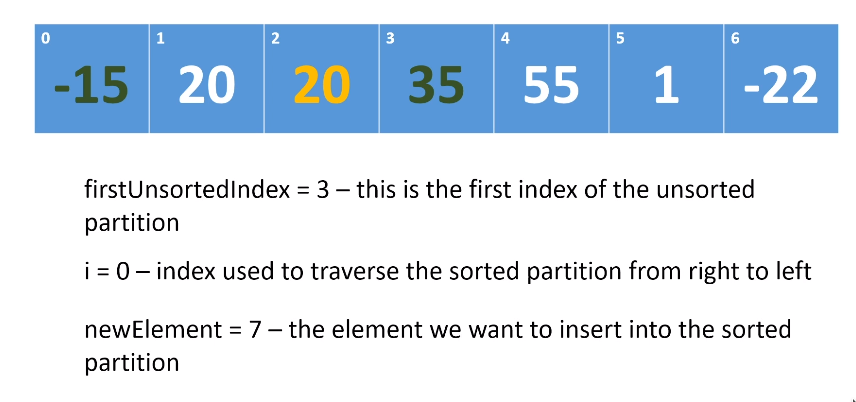 0 1 2 3 4 5 6
-15 20 20 35 55 1 -22
firstUnsortedIndex = 3 – this is the first index of the unsorted
partition
i = 0 – index used to traverse the sorted partition from right to left
newElement = 7 – the element we want to insert into the sorted
partition